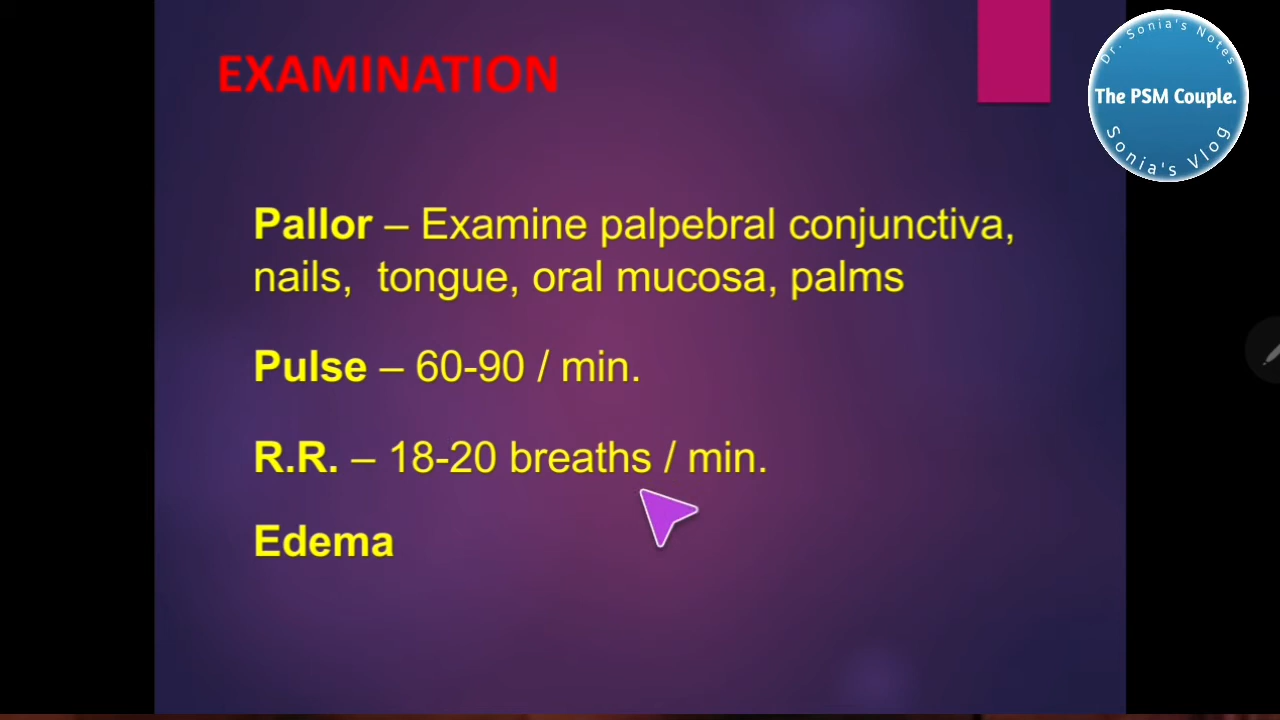 EXAMINATION
Dr. Sonia's Notes
The PSM Couple.
Sonia's Vlog
Pallor – Examine palpebral conjunctiva,
nails, tongue, oral mucosa, palms
Pulse – 60-90 / min.
R.R. – 18-20 breaths / min.
Edema